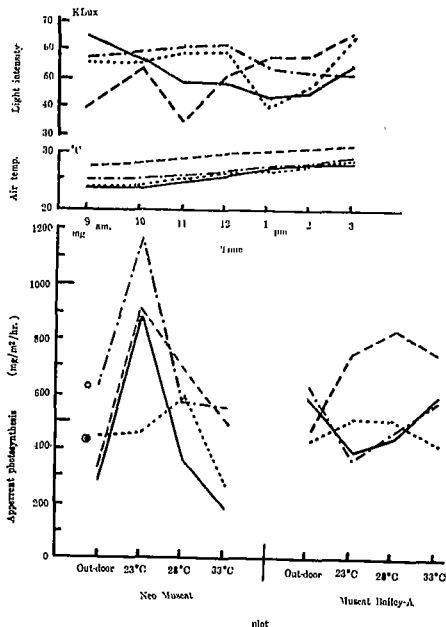 KLux
70
60
50
40
30
Light intensity
°C
30
20
Air temp.
9 10 11 12 1 2 3
am. pm
Time
mg
1200
1000
800
600
400
200
0
Apperrent photosynthesis (mg/m²/hr.)
Out-door 23°C 28°C 33°C Out-door 23°C 28°C 33°C
Neo Muscat Muscat Bailey-A
plot